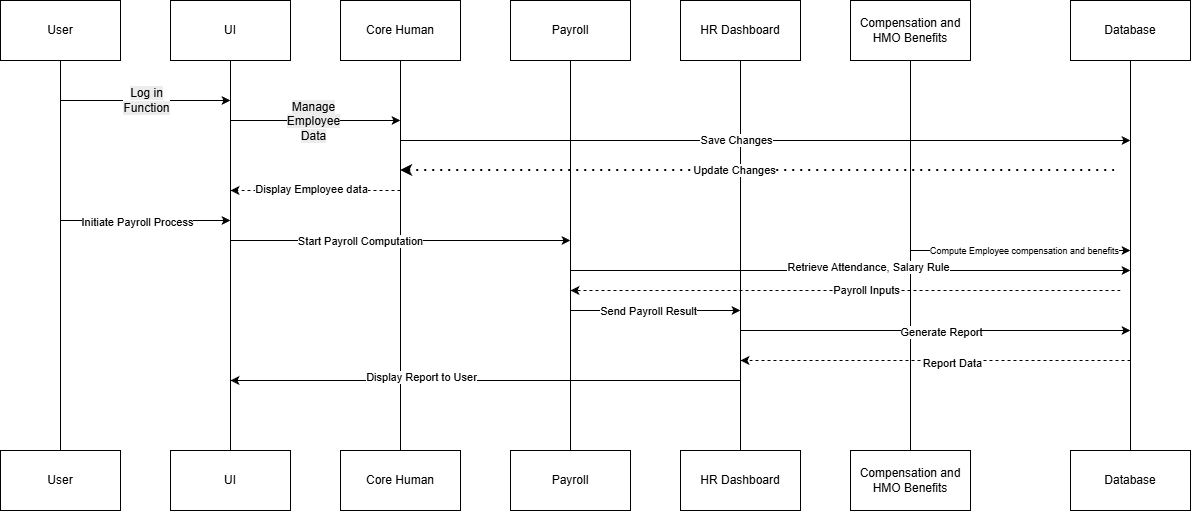 User
UI
Core Human
Payroll
HR Dashboard
Compensation and
HMO Benefits
Database
Log in
Function
Manage
Employee
Data
Save Changes
Update Changes
Display Employee data
Initiate Payroll Process
Start Payroll Computation
Compute Employee compensation and benefits
Retrieve Attendance, Salary Rule
Payroll Inputs
Send Payroll Result
Generate Report
Report Data
Display Report to User
User
UI
Core Human
Payroll
HR Dashboard
Compensation and
HMO Benefits
Database